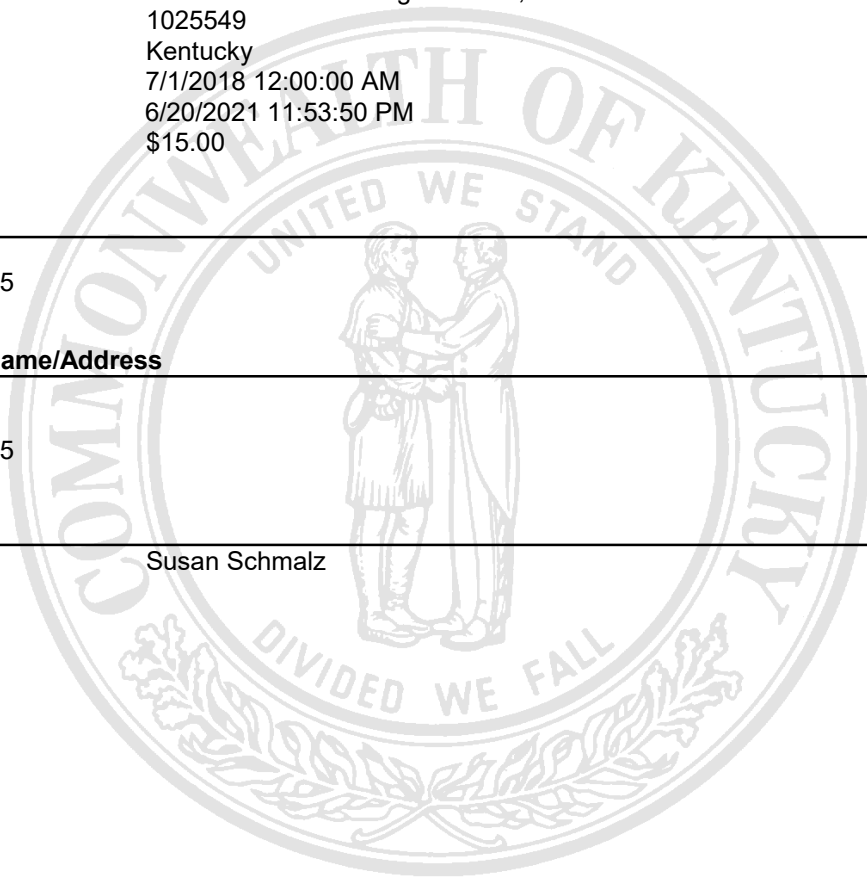 1025549
Kentucky
7/1/2018 12:00:00 AM
6/20/2021 11:53:50 PM
$15.00
5
ame/Address
5
Susan Schmalz
COMMONWEALTH OF KENTUCKY
UNITED WE STAND
DIVIDED WE FALL